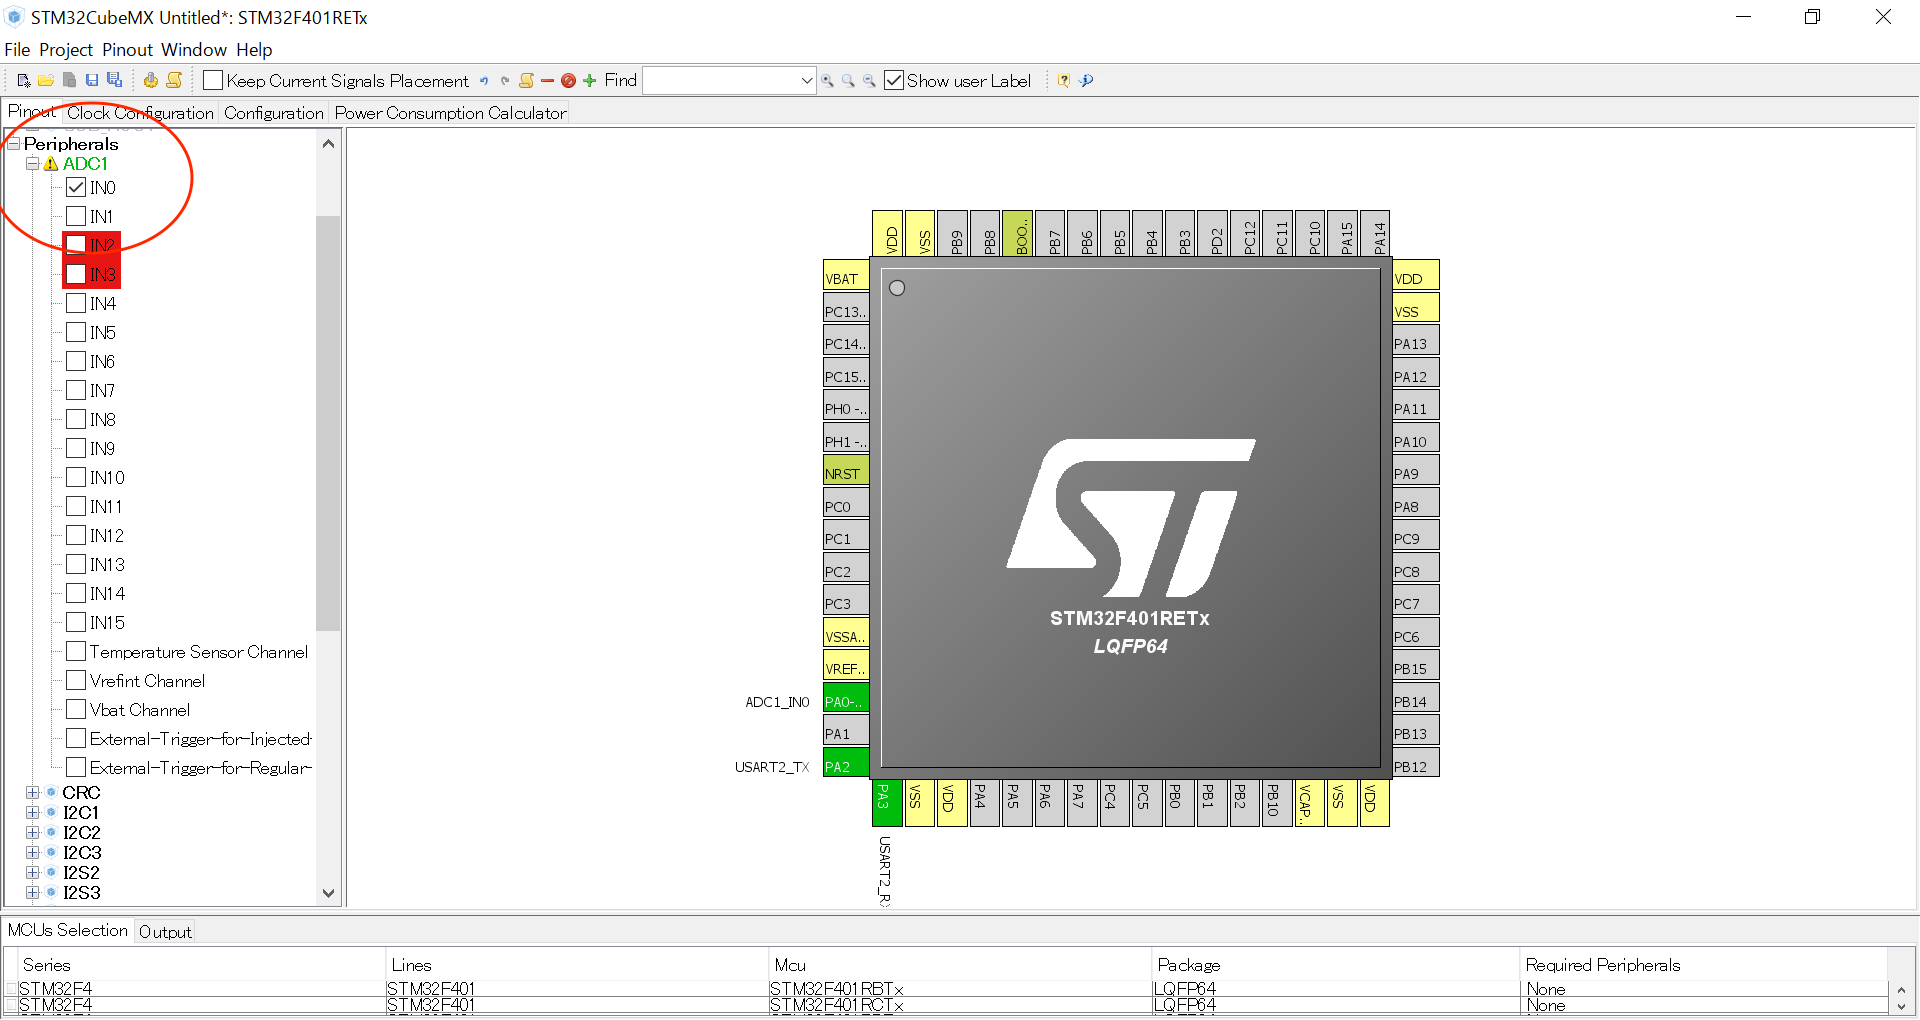 STM32CubeMX Untitled*: STM32F401RETx
File Project Pinout Window Help
Keep Current Signals Placement Find Show user Label
Pinout Clock Configuration Configuration Power Consumption Calculator
Peripherals
ADC1
IN0
IN1
IN2
IN3
IN4
IN5
IN6
IN7
IN8
IN9
IN10
IN11
IN12
IN13
IN14
IN15
Temperature Sensor Channel
Vrefint Channel
Vbat Channel
External-Trigger-for-Injected-
External-Trigger-for-Regular-
CRC
I2C1
I2C2
I2C3
I2S2
I2S3
VDD VSS PB9 PB8 BOO.. PB7 PB6 PB5 PB4 PB3 PD2 PC12 PC11 PC10 PA15 PA14
VBAT
PC13..
PC14..
PC15..
PH0 -..
PH1 -..
NRST
PC0
PC1
PC2
PC3
VSSA..
VREF..
ADC1_IN0 PA0-..
PA1
USART2_TX PA2
STM32F401RETx
LQFP64
VDD
VSS
PA13
PA12
PA11
PA10
PA9
PA8
PC9
PC8
PC7
PC6
PB15
PB14
PB13
PB12
PA3 VSS VDD PA4 PA5 PA6 PA7 PC4 PC5 PB0 PB1 PB2 PB10 VCAP.. VSS VDD
USART2_RX
MCUs Selection Output
Series Lines Mcu Package Required Peripherals
STM32F4 STM32F401 STM32F401RBTx LQFP64 None
STM32F4 STM32F401 STM32F401RCTx LQFP64 None